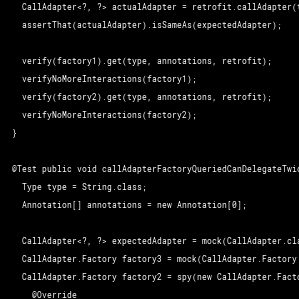 CallAdapter<?, ?> actualAdapter = retrofit.callAdapter(
assertThat(actualAdapter).isSameAs(expectedAdapter);
verify(factory1).get(type, annotations, retrofit);
verifyNoMoreInteractions(factory1);
verify(factory2).get(type, annotations, retrofit);
verifyNoMoreInteractions(factory2);
}
@Test public void callAdapterFactoryQueriedCanDelegateTwic
Type type = String.class;
Annotation[] annotations = new Annotation[0];
CallAdapter<?, ?> expectedAdapter = mock(CallAdapter.cla
CallAdapter.Factory factory3 = mock(CallAdapter.Factory
CallAdapter.Factory factory2 = spy(new CallAdapter.Facto
@Override